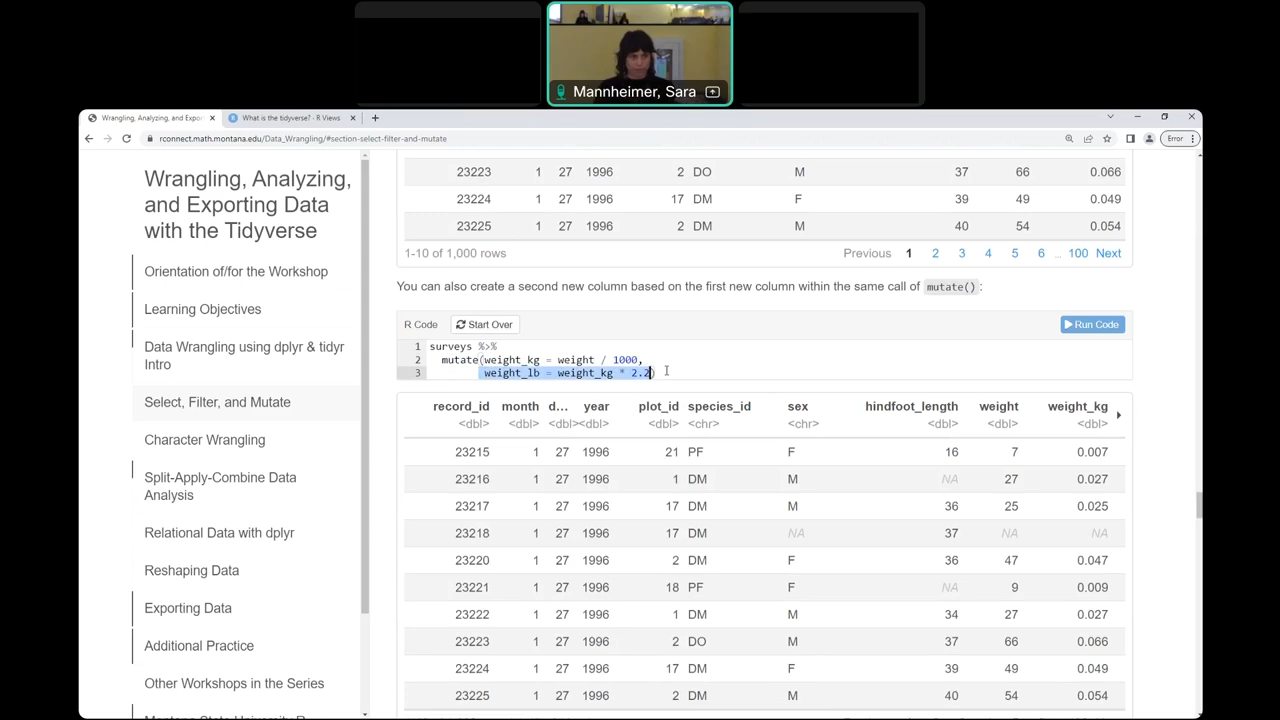 Mannheimer, Sara
Wrangling, Analyzing, and Expor
What is the tidyverse? · R Views
rconnect.math.montana.edu/Data_Wrangling/#section-select-filter-and-mutate
Error
Wrangling, Analyzing,
and Exporting Data
with the Tidyverse
Orientation of/for the Workshop
Learning Objectives
Data Wrangling using dplyr & tidyr
Intro
Select, Filter, and Mutate
Character Wrangling
Split-Apply-Combine Data
Analysis
Relational Data with dplyr
Reshaping Data
Exporting Data
Additional Practice
Other Workshops in the Series
23223 1 27 1996 2 DO M 37 66 0.066
23224 1 27 1996 17 DM F 39 49 0.049
23225 1 27 1996 2 DM M 40 54 0.054
1-10 of 1,000 rows Previous 1 2 3 4 5 6 ... 100 Next
You can also create a second new column based on the first new column within the same call of mutate() :
R Code Start Over Run Code
1 surveys %>%
2 mutate(weight_kg = weight / 1000,
3 weight_lb = weight_kg * 2.2)
record_id month d... year plot_id species_id sex hindfoot_length weight weight_kg
<dbl> <dbl> <dbl> <dbl> <dbl> <chr> <chr> <dbl> <dbl> <dbl>
23215 1 27 1996 21 PF F 16 7 0.007
23216 1 27 1996 1 DM M NA 27 0.027
23217 1 27 1996 17 DM M 36 25 0.025
23218 1 27 1996 17 DM NA 37 NA NA
23220 1 27 1996 2 DM F 36 47 0.047
23221 1 27 1996 18 PF F NA 9 0.009
23222 1 27 1996 1 DM M 34 27 0.027
23223 1 27 1996 2 DO M 37 66 0.066
23224 1 27 1996 17 DM F 39 49 0.049
23225 1 27 1996 2 DM M 40 54 0.054